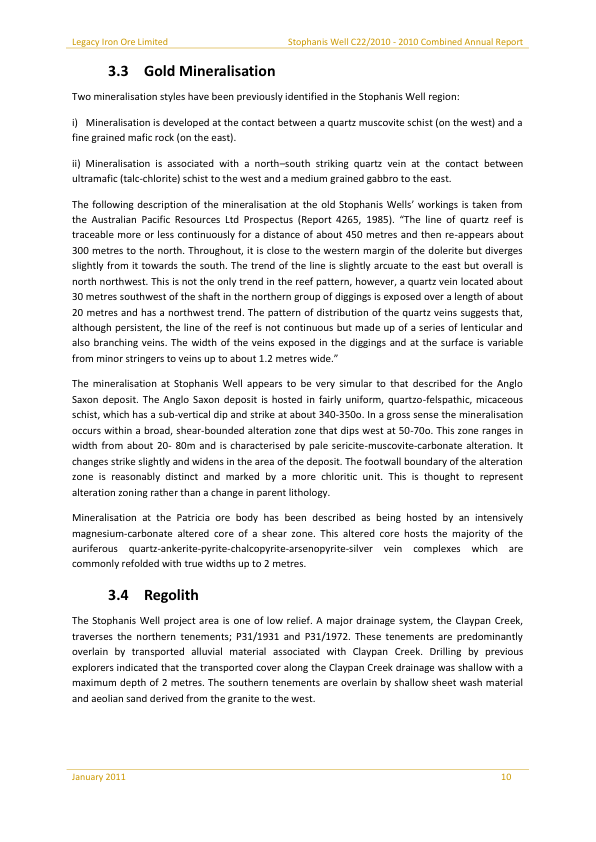 Legacy Iron Ore Limited Stophanis Well C22/2010 - 2010 Combined Annual Report
3.3 Gold Mineralisation
Two mineralisation styles have been previously identified in the Stophanis Well region:
i) Mineralisation is developed at the contact between a quartz muscovite schist (on the west) and a
fine grained mafic rock (on the east).
ii) Mineralisation is associated with a north–south striking quartz vein at the contact between
ultramafic (talc-chlorite) schist to the west and a medium grained gabbro to the east.
The following description of the mineralisation at the old Stophanis Wells’ workings is taken from
the Australian Pacific Resources Ltd Prospectus (Report 4265, 1985). “The line of quartz reef is
traceable more or less continuously for a distance of about 450 metres and then re-appears about
300 metres to the north. Throughout, it is close to the western margin of the dolerite but diverges
slightly from it towards the south. The trend of the line is slightly arcuate to the east but overall is
north northwest. This is not the only trend in the reef pattern, however, a quartz vein located about
30 metres southwest of the shaft in the northern group of diggings is exposed over a length of about
20 metres and has a northwest trend. The pattern of distribution of the quartz veins suggests that,
although persistent, the line of the reef is not continuous but made up of a series of lenticular and
also branching veins. The width of the veins exposed in the diggings and at the surface is variable
from minor stringers to veins up to about 1.2 metres wide.”
The mineralisation at Stophanis Well appears to be very simular to that described for the Anglo
Saxon deposit. The Anglo Saxon deposit is hosted in fairly uniform, quartzo-felspathic, micaceous
schist, which has a sub-vertical dip and strike at about 340-350o. In a gross sense the mineralisation
occurs within a broad, shear-bounded alteration zone that dips west at 50-70o. This zone ranges in
width from about 20- 80m and is characterised by pale sericite-muscovite-carbonate alteration. It
changes strike slightly and widens in the area of the deposit. The footwall boundary of the alteration
zone is reasonably distinct and marked by a more chloritic unit. This is thought to represent
alteration zoning rather than a change in parent lithology.
Mineralisation at the Patricia ore body has been described as being hosted by an intensively
magnesium-carbonate altered core of a shear zone. This altered core hosts the majority of the
auriferous quartz-ankerite-pyrite-chalcopyrite-arsenopyrite-silver vein complexes which are
commonly refolded with true widths up to 2 metres.
3.4 Regolith
The Stophanis Well project area is one of low relief. A major drainage system, the Claypan Creek,
traverses the northern tenements; P31/1931 and P31/1972. These tenements are predominantly
overlain by transported alluvial material associated with Claypan Creek. Drilling by previous
explorers indicated that the transported cover along the Claypan Creek drainage was shallow with a
maximum depth of 2 metres. The southern tenements are overlain by shallow sheet wash material
and aeolian sand derived from the granite to the west.
January 2011 10